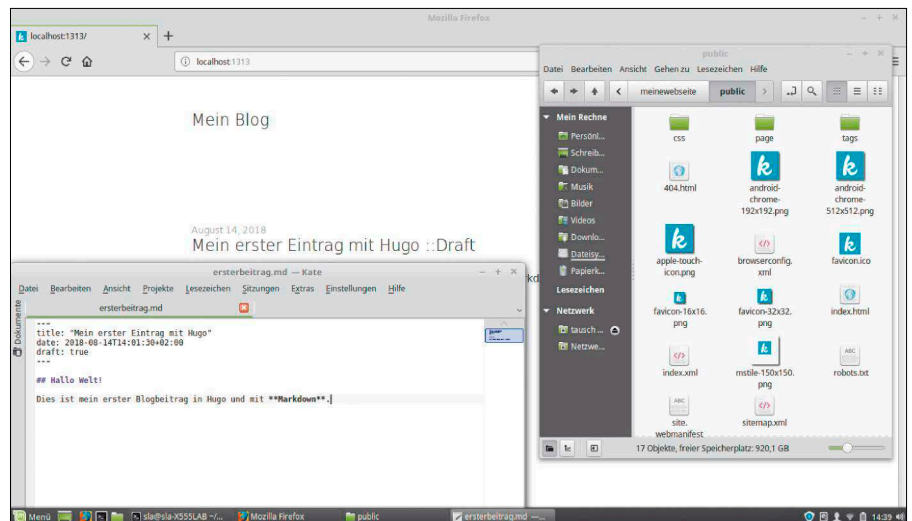 Mozilla Firefox
localhost:1313/
localhost:1313
Mein Blog
August 14, 2018
Mein erster Eintrag mit Hugo ::Draft
public
Datei Bearbeiten Ansicht Gehen zu Lesezeichen Hilfe
meinewebseite public
Mein Rechne
Persönl...
Schreib...
Dokum...
Musik
Bilder
Videos
Downlo...
Dateisy...
Papierk...
Lesezeichen
Netzwerk
tausch ...
Netzwe...
css
page
tags
404.html
android-
chrome-
192x192.png
android-
chrome-
512x512.png
apple-touch-
icon.png
browserconfig.
xml
favicon.ico
favicon-16x16.
png
favicon-32x32.
png
index.html
index.xml
mstile-150x150.
png
robots.txt
site.
webmanifest
sitemap.xml
17 Objekte, freier Speicherplatz: 920,1 GB
ersterbeitrag.md — Kate
Datei Bearbeiten Ansicht Projekte Lesezeichen Sitzungen Extras Einstellungen Hilfe
ersterbeitrag.md
Dokumente
---
title: "Mein erster Eintrag mit Hugo"
date: 2018-08-14T14:01:30+02:00
draft: true
---
## Hallo Welt!
Dies ist mein erster Blogbeitrag in Hugo und mit **Markdown**.
Menü
sla@sla-X555LAB ~/...
Mozilla Firefox
public
ersterbeitrag.md —...
14:39